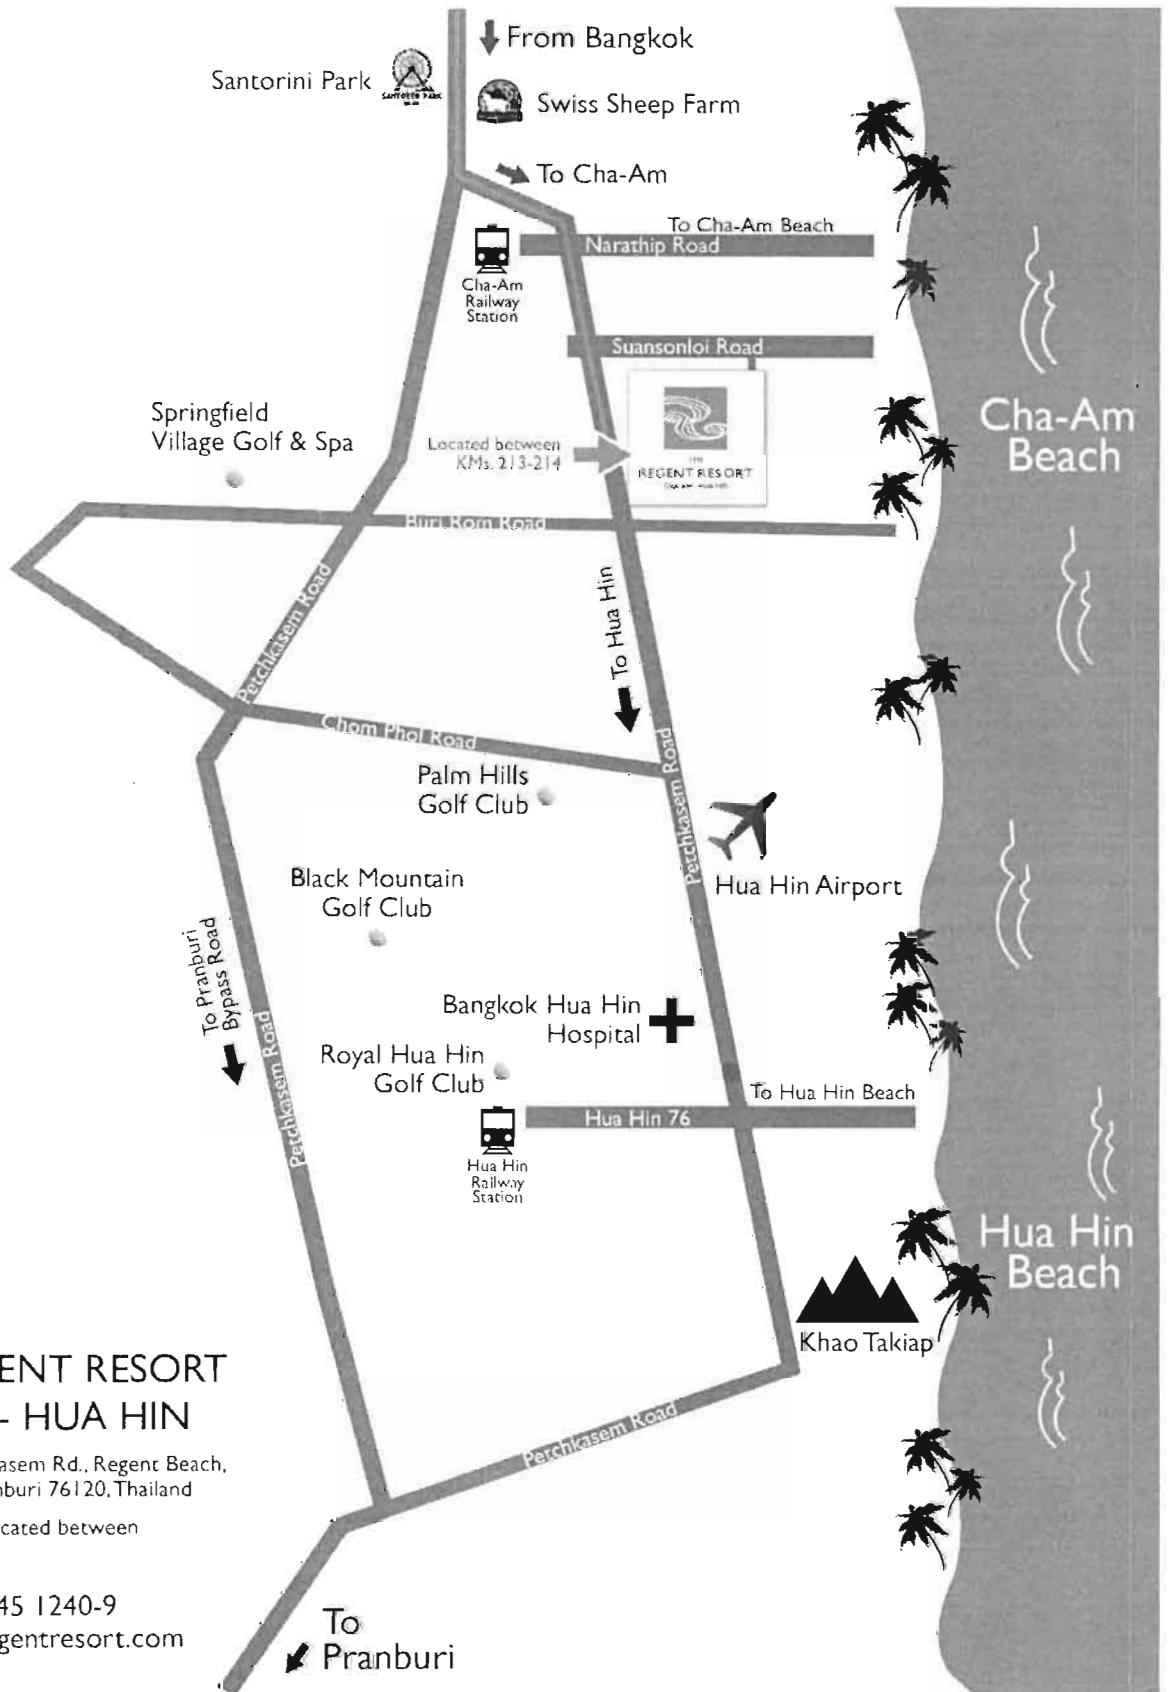 From Bangkok
Santorini Park
SANTORINI PARK
Swiss Sheep Farm
To Cha-Am
To Cha-Am Beach
Narathip Road
Cha-Am
Railway
Station
Suansonloi Road
Springfield
Village Golf & Spa
Located between
KMs. 213-214
THE
REGENT RESORT
Cha-Am
Beach
Buri Rom Road
Petchkasem Road
To Hua Hin
Chom Phol Road
Petchkasem Road
Palm Hills
Golf Club
Hua Hin Airport
Black Mountain
Golf Club
To Pranburi
Bypass Road
Petchkasem Road
Bangkok Hua Hin
Hospital
Royal Hua Hin
Golf Club
To Hua Hin Beach
Hua Hin 76
Hua Hin
Railway
Station
Hua Hin
Beach
Khao Takiap
Petchkasem Road
ENT RESORT
- HUA HIN
asem Rd., Regent Beach,
buri 76120, Thailand
cated between
45 1240-9
gentresort.com
To
Pranburi